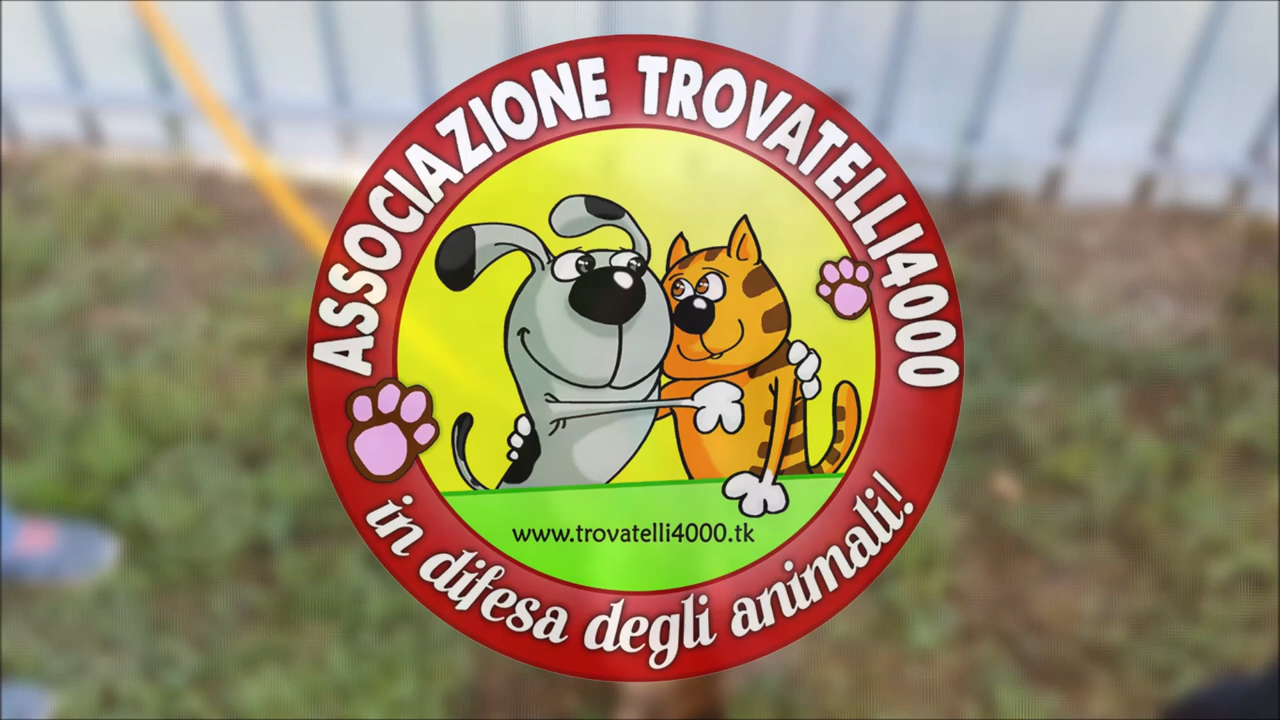 ASSOCIAZIONE TROVATELLI4000
www.trovatelli4000.tk
in difesa degli animali!